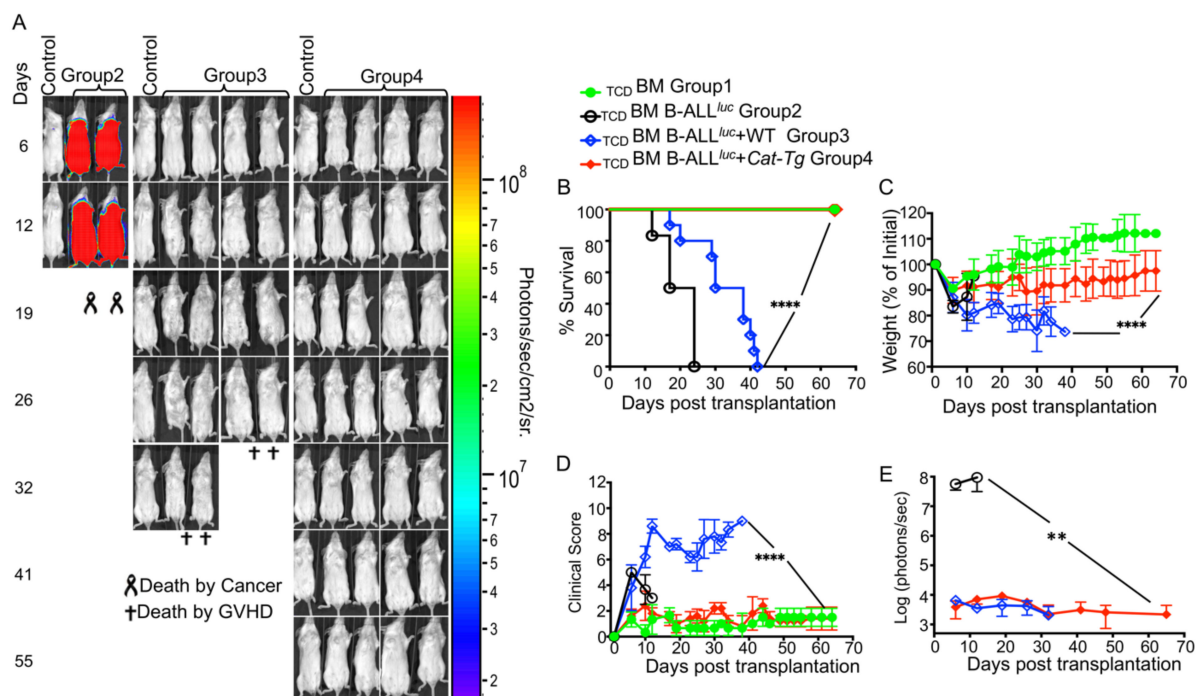 A
Days
Control
Group2
Control
Group3
Control
Group4
6
12
19
26
32
41
55
Death by Cancer
Death by GVHD
10⁸
9
8
7
6
5
4
3
2
10⁷
9
8
7
6
5
4
3
2
Photons/sec/cm2/sr.
TCD BM Group1
TCD BM B-ALLluc Group2
TCD BM B-ALLluc+WT Group3
TCD BM B-ALLluc+Cat-Tg Group4
B
% Survival
100
80
60
40
20
0
****
0 10 20 30 40 50 60 70
Days post transplantation
C
Weight (% of Initial)
120
110
100
90
80
70
60
****
0 10 20 30 40 50 60 70
Days post transplantation
D
Clinical Score
12
10
8
6
4
2
0
****
0 10 20 30 40 50 60 70
Days post transplantation
E
Log (photons/sec)
8
7
6
5
4
3
**
0 10 20 30 40 50 60 70
Days post transplantation